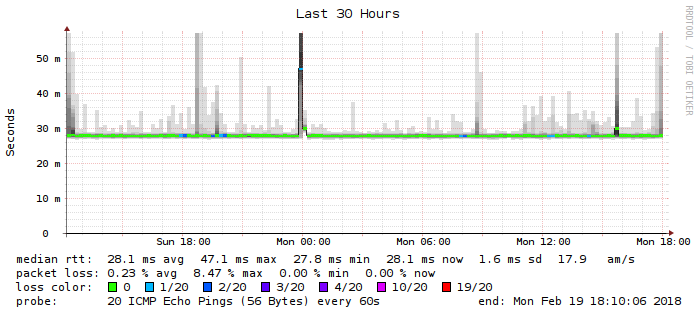 Last 30 Hours
RRDTOOL / TOBI OETIKER
Seconds
50 m
40 m
30 m
20 m
10 m
0
Sun 18:00 Mon 00:00 Mon 06:00 Mon 12:00 Mon 18:00
median rtt: 28.1 ms avg 47.1 ms max 27.8 ms min 28.1 ms now 1.6 ms sd 17.9 am/s
packet loss: 0.23 % avg 8.47 % max 0.00 % min 0.00 % now
loss color: 0 1/20 2/20 3/20 4/20 10/20 19/20
probe: 20 ICMP Echo Pings (56 Bytes) every 60s end: Mon Feb 19 18:10:06 2018